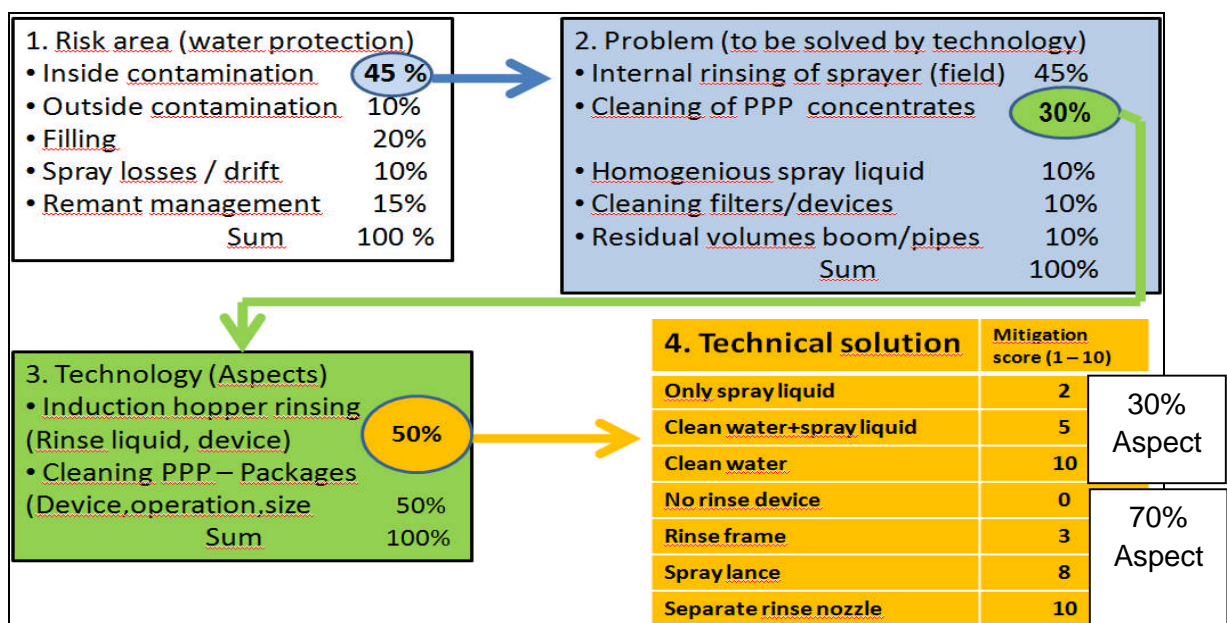 1. Risk area (water protection)
• Inside contamination 45 %
• Outside contamination 10%
• Filling 20%
• Spray losses / drift 10%
• Remant management 15%
Sum 100 %
2. Problem (to be solved by technology)
• Internal rinsing of sprayer (field) 45%
• Cleaning of PPP concentrates 30%
• Homogenious spray liquid 10%
• Cleaning filters/devices 10%
• Residual volumes boom/pipes 10%
Sum 100%
3. Technology (Aspects)
• Induction hopper rinsing
(Rinse liquid, device) 50%
• Cleaning PPP – Packages
(Device,operation,size 50%
Sum 100%
4. Technical solution Mitigation
score (1 – 10)
Only spray liquid 2
Clean water+spray liquid 5
Clean water 10
No rinse device 0
Rinse frame 3
Spray lance 8
Separate rinse nozzle 10
30%
Aspect
70%
Aspect